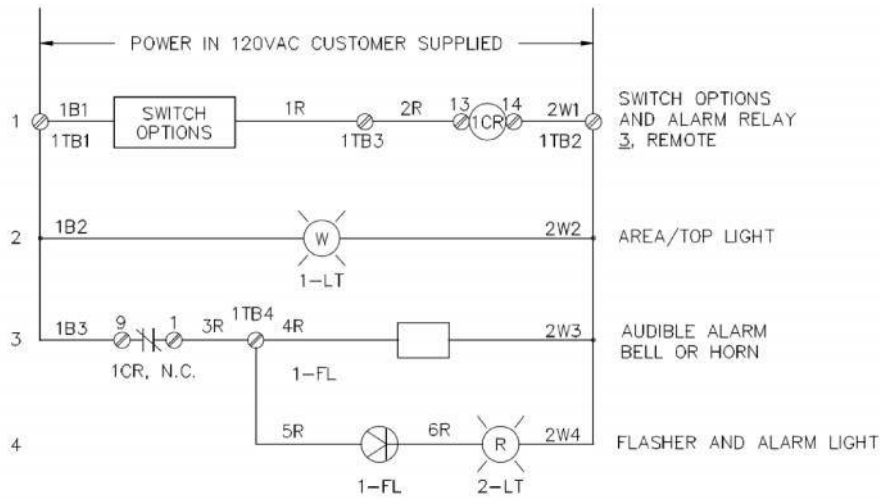 POWER IN 120VAC CUSTOMER SUPPLIED
1
1B1
SWITCH
OPTIONS
1R
2R
13
1CR
14
2W1
1TB1
1TB3
1TB2
SWITCH OPTIONS
AND ALARM RELAY
3, REMOTE
2
1B2
W
2W2
AREA/TOP LIGHT
1-LT
3
1B3
9
1
3R
1TB4
4R
2W3
AUDIBLE ALARM
BELL OR HORN
1CR, N.C.
1-FL
4
5R
6R
R
2W4
FLASHER AND ALARM LIGHT
1-FL
2-LT